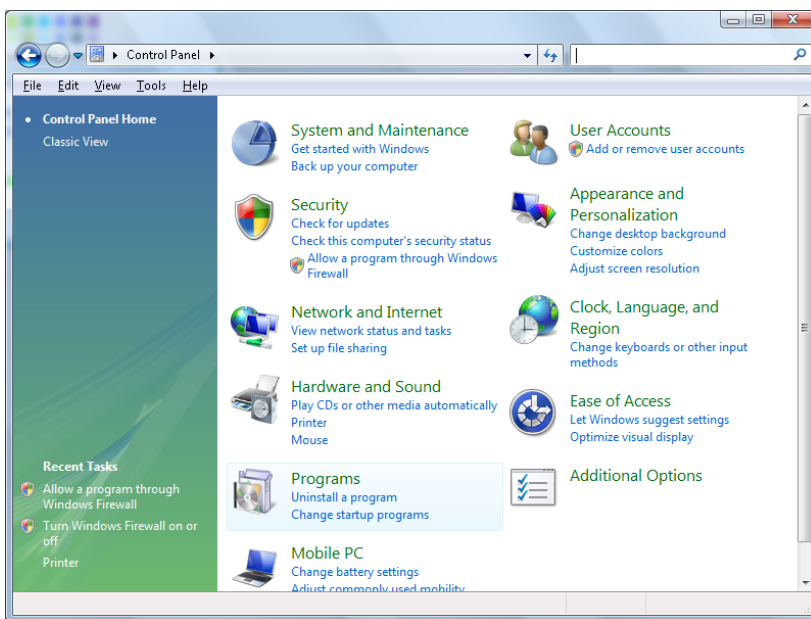 Control Panel
File Edit View Tools Help
Control Panel Home
Classic View
Recent Tasks
Allow a program through
Windows Firewall
Turn Windows Firewall on or
off
Printer
System and Maintenance
Get started with Windows
Back up your computer
Security
Check for updates
Check this computer's security status
Allow a program through Windows
Firewall
Network and Internet
View network status and tasks
Set up file sharing
Hardware and Sound
Play CDs or other media automatically
Printer
Mouse
Programs
Uninstall a program
Change startup programs
Mobile PC
Change battery settings
Adjust commonly used mobility
User Accounts
Add or remove user accounts
Appearance and
Personalization
Change desktop background
Customize colors
Adjust screen resolution
Clock, Language, and
Region
Change keyboards or other input
methods
Ease of Access
Let Windows suggest settings
Optimize visual display
Additional Options